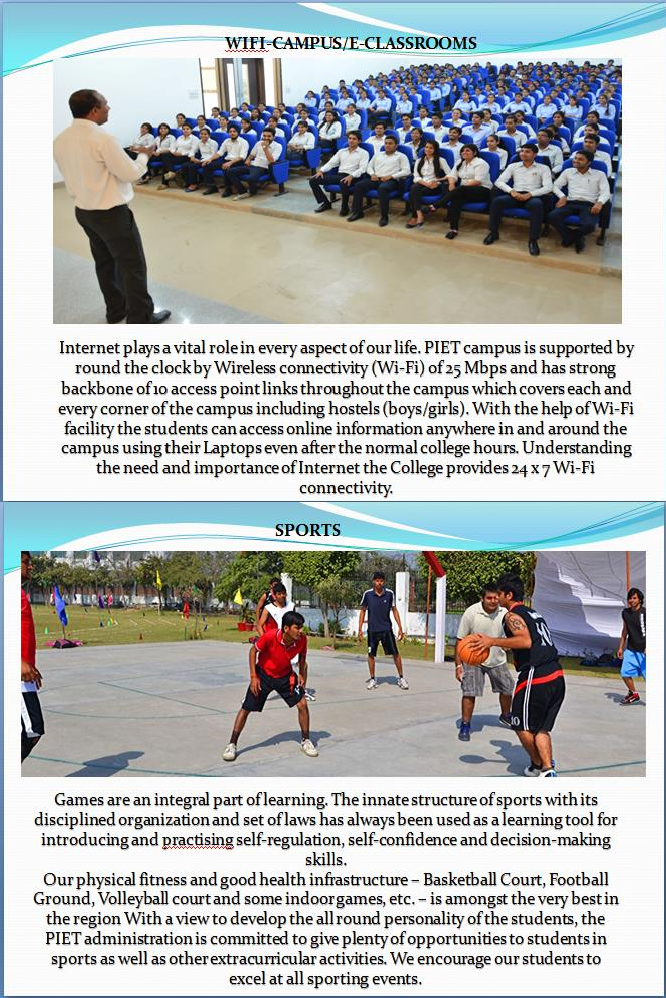 WIFI-CAMPUS/E-CLASSROOMS
Internet plays a vital role in every aspect of our life. PIET campus is supported by
round the clock by Wireless connectivity (Wi-Fi) of 25 Mbps and has strong
backbone of 10 access point links throughout the campus which covers each and
every corner of the campus including hostels (boys/girls). With the help of Wi-Fi
facility the students can access online information anywhere in and around the
campus using their Laptops even after the normal college hours. Understanding
the need and importance of Internet the College provides 24 x 7 Wi-Fi
connectivity.
SPORTS
10
Games are an integral part of learning. The innate structure of sports with its
disciplined organization and set of laws has always been used as a learning tool for
introducing and practising self-regulation, self-confidence and decision-making
skills.
Our physical fitness and good health infrastructure – Basketball Court, Football
Ground, Volleyball court and some indoor games, etc. – is amongst the very best in
the region With a view to develop the all round personality of the students, the
PIET administration is committed to give plenty of opportunities to students in
sports as well as other extracurricular activities. We encourage our students to
excel at all sporting events.